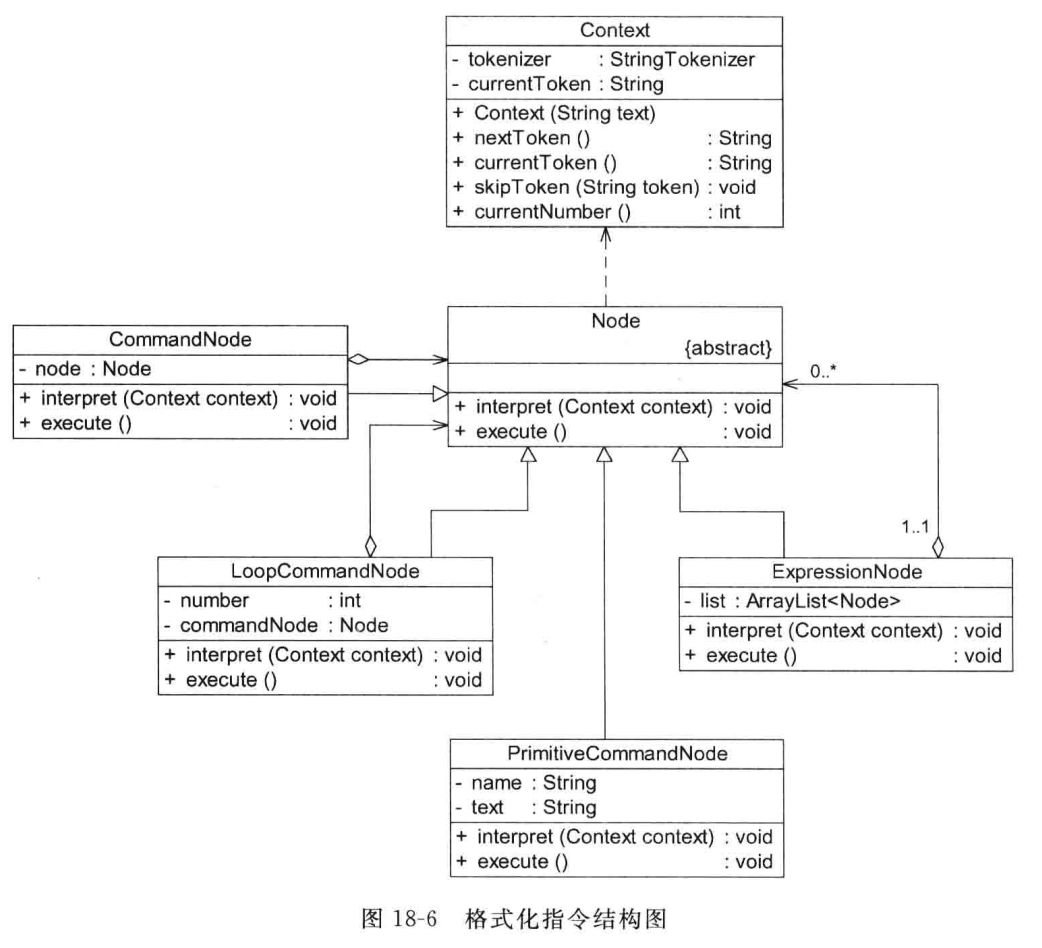 Context
- tokenizer : StringTokenizer
- currentToken : String
+ Context (String text)
+ nextToken () : String
+ currentToken () : String
+ skipToken (String token) : void
+ currentNumber () : int
Node
{abstract}
+ interpret (Context context) : void
+ execute () : void
CommandNode
- node : Node
+ interpret (Context context) : void
+ execute () : void
0..*
1..1
LoopCommandNode
- number : int
- commandNode : Node
+ interpret (Context context) : void
+ execute () : void
ExpressionNode
- list : ArrayList<Node>
+ interpret (Context context) : void
+ execute () : void
PrimitiveCommandNode
- name : String
- text : String
+ interpret (Context context) : void
+ execute () : void
图 18-6 格式化指令结构图